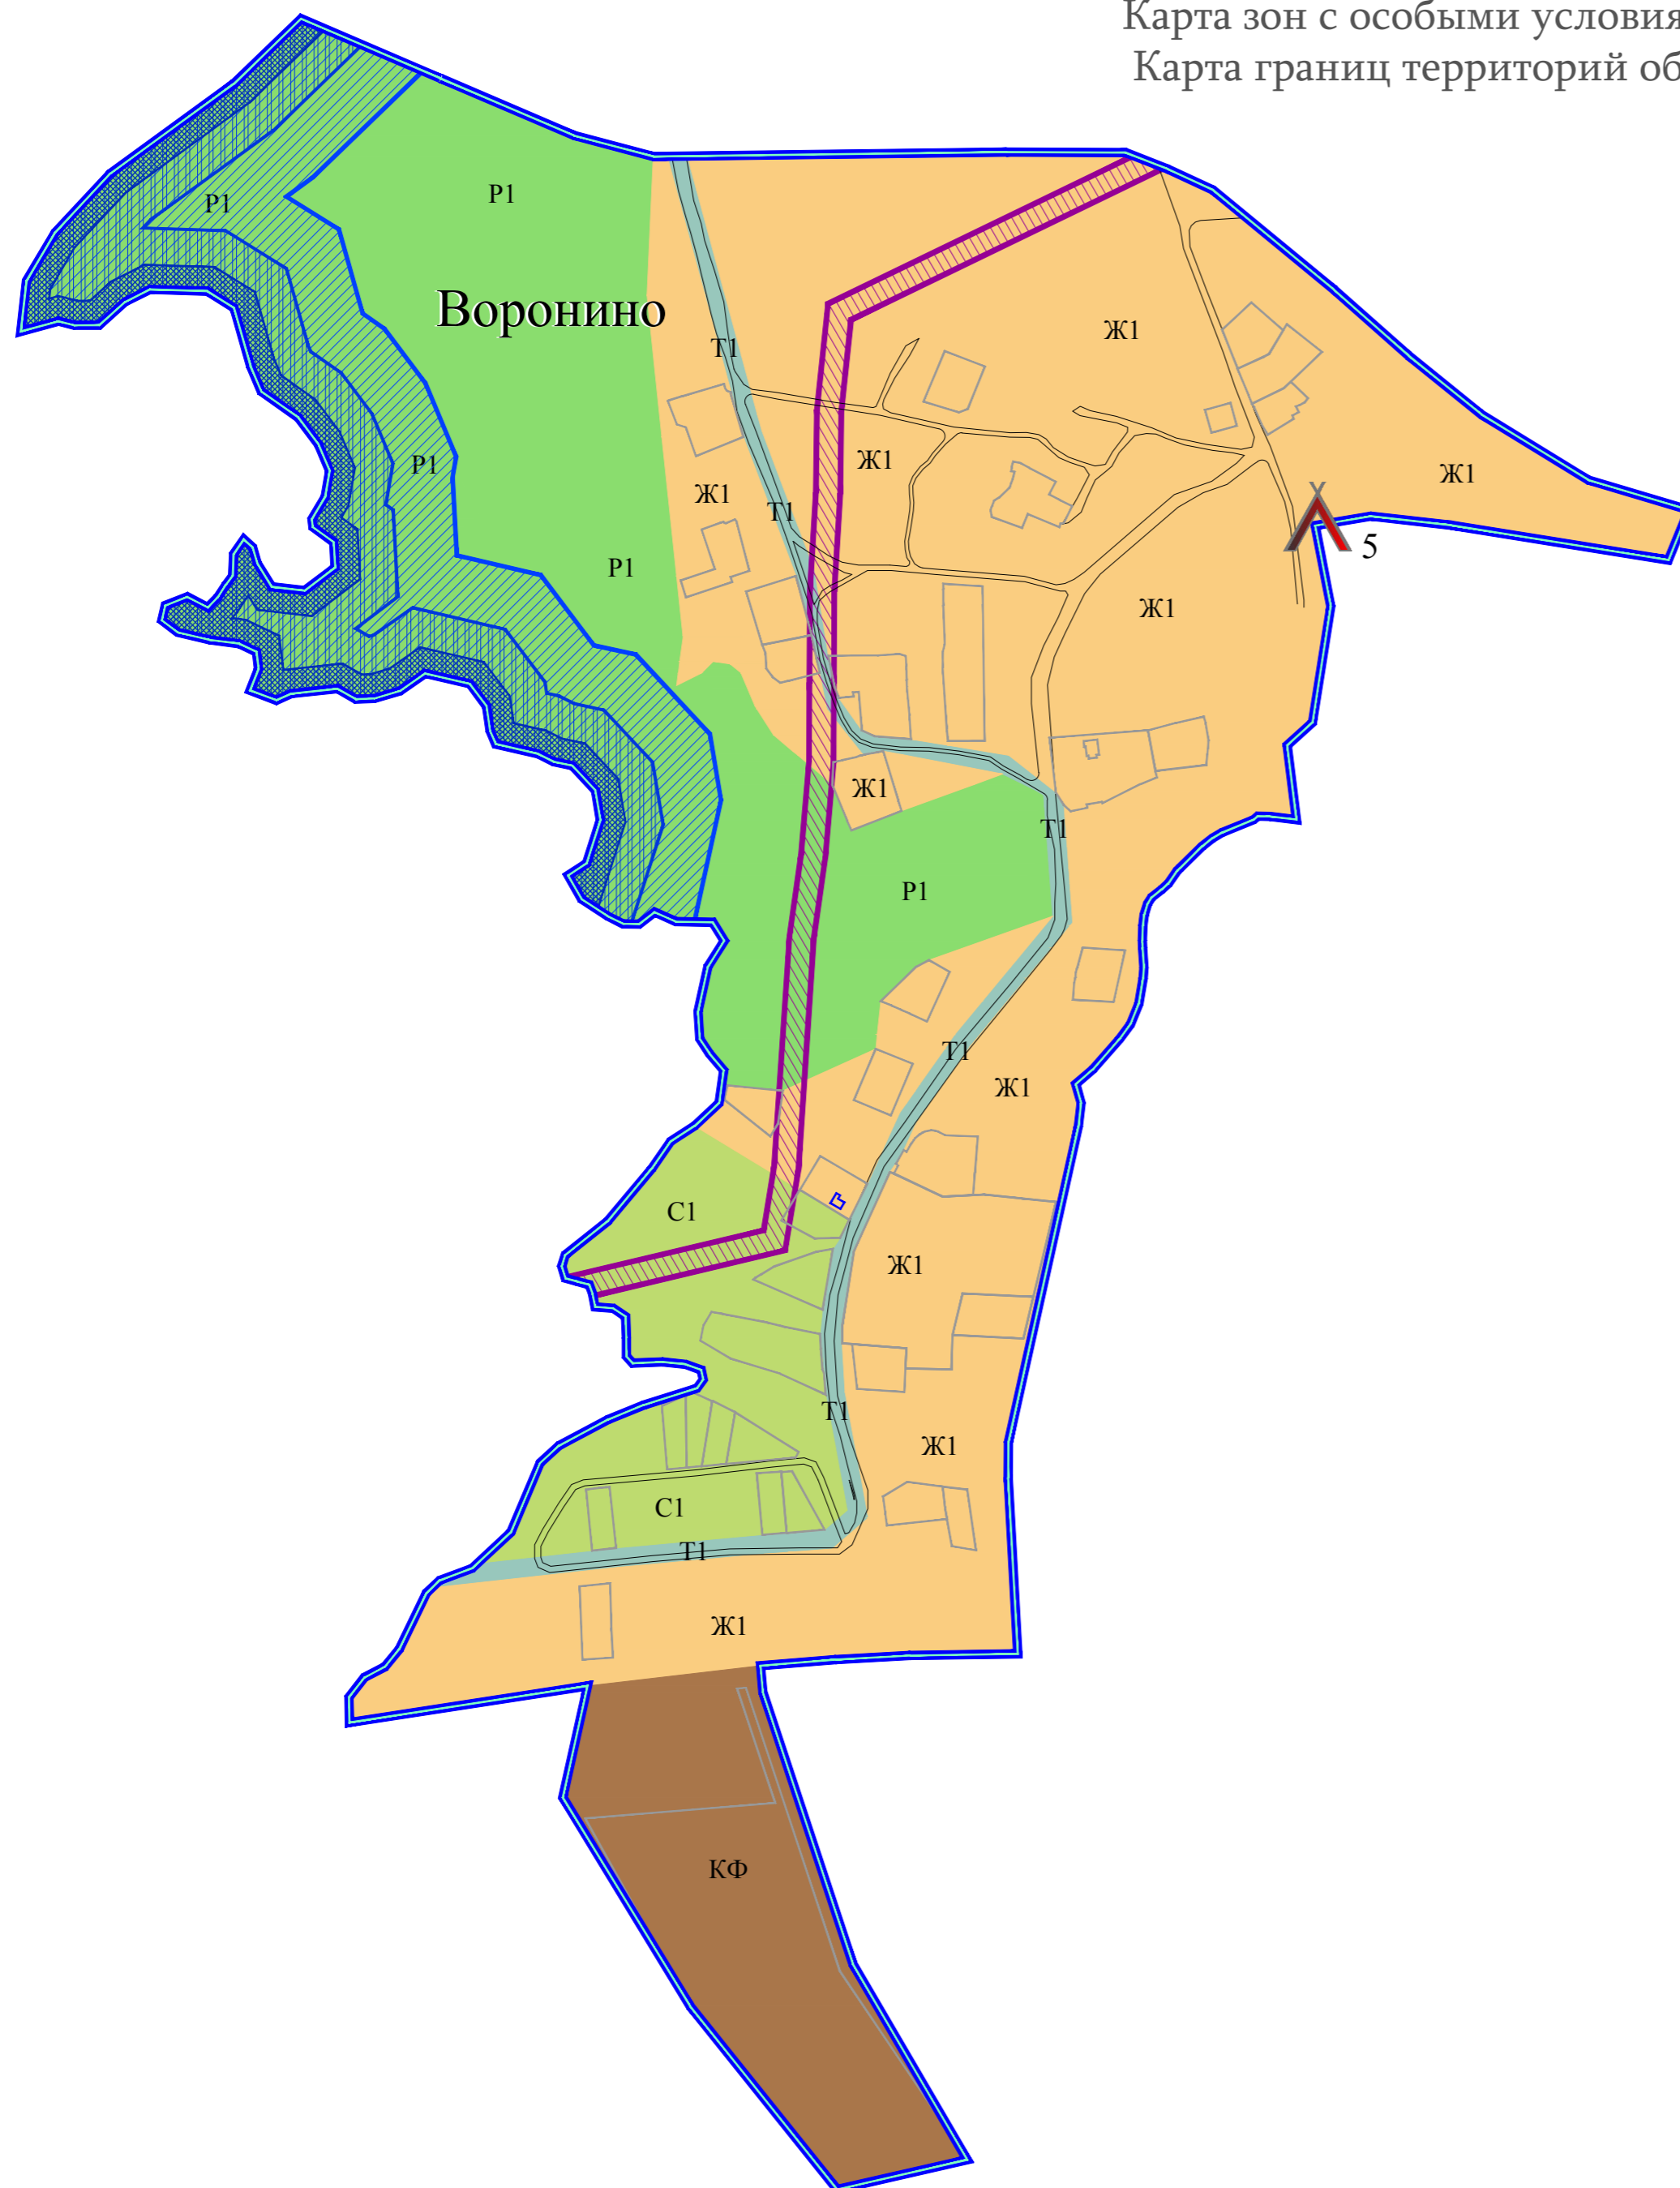 Карта зон с особыми условия
Карта границ территорий об
Р1
Р1
Воронино
Ж1
Т1
Ж1
Р1
Ж1
Ж1
Т1
5
Р1
Ж1
Ж1
Т1
Р1
Т1
Ж1
С1
Ж1
Т1
Ж1
С1
Т1
Ж1
КФ